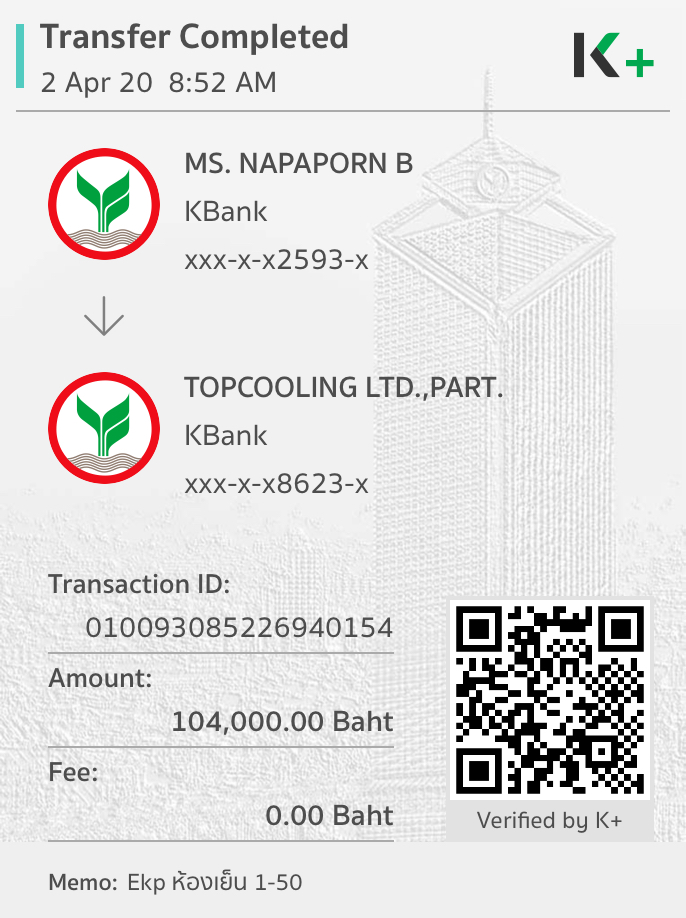 Transfer Completed
2 Apr 20 8:52 AM
K+
MS. NAPAPORN B
KBank
xxx-x-x2593-x
TOPCOOLING LTD.,PART.
KBank
xxx-x-x8623-x
Transaction ID:
010093085226940154
Amount:
104,000.00 Baht
Fee:
0.00 Baht
Verified by K+
Memo: Ekp ห้องเย็น 1-50